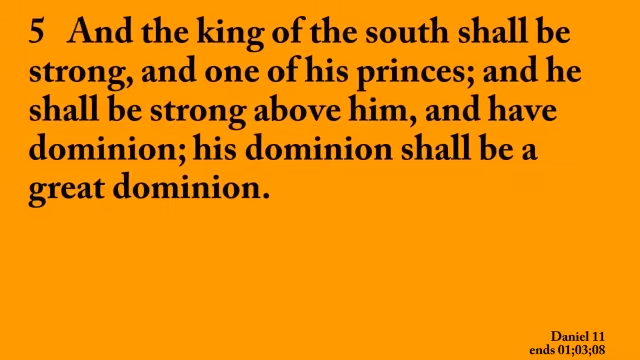 5 And the king of the south shall be
strong, and one of his princes; and he
shall be strong above him, and have
dominion; his dominion shall be a
great dominion.
Daniel 11
ends 01;03;08